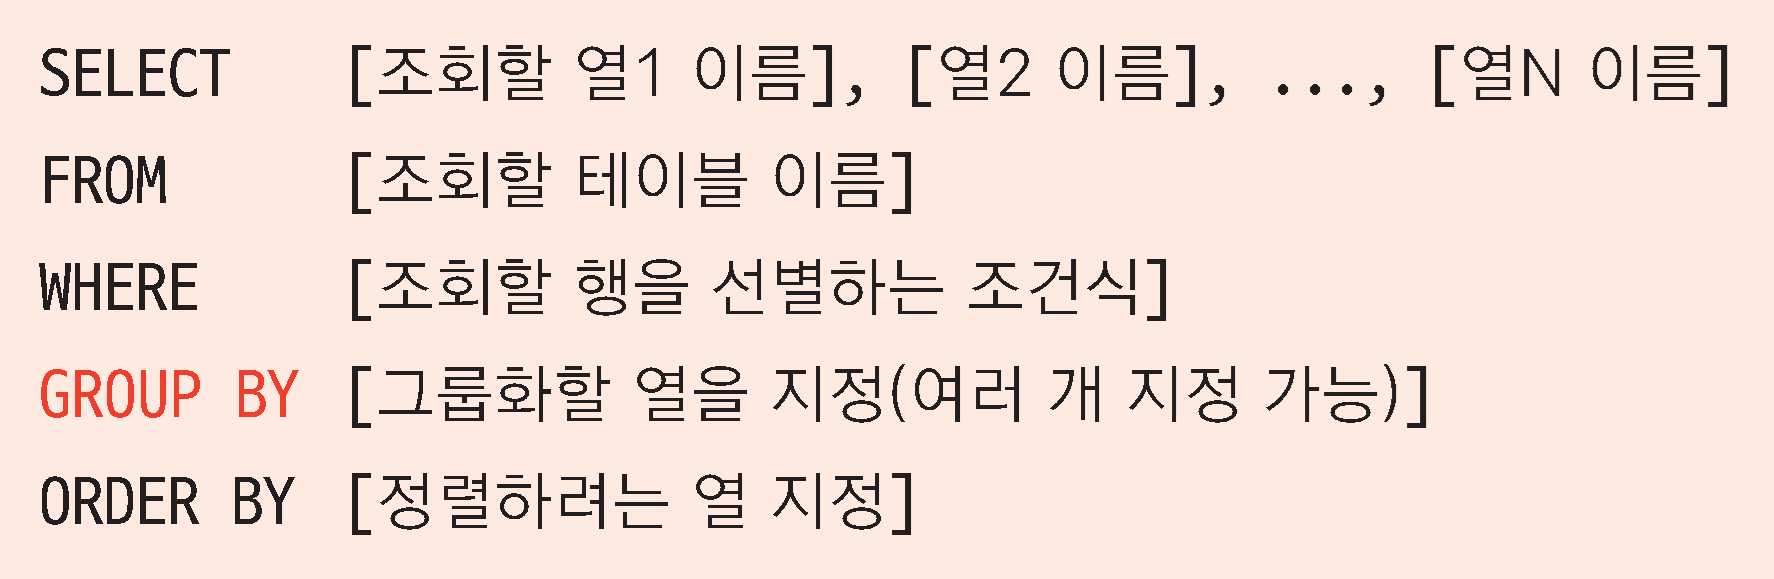 SELECT [조회할 열1 이름], [열2 이름], ..., [열N 이름]
FROM [조회할 테이블 이름]
WHERE [조회할 행을 선별하는 조건식]
GROUP BY [그룹화할 열을 지정(여러 개 지정 가능)]
ORDER BY [정렬하려는 열 지정]